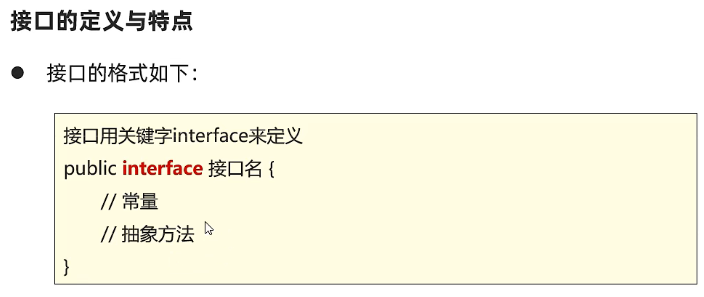 接口的定义与特点
● 接口的格式如下：
接口用关键字interface来定义
public interface 接口名 {
// 常量
// 抽象方法
}